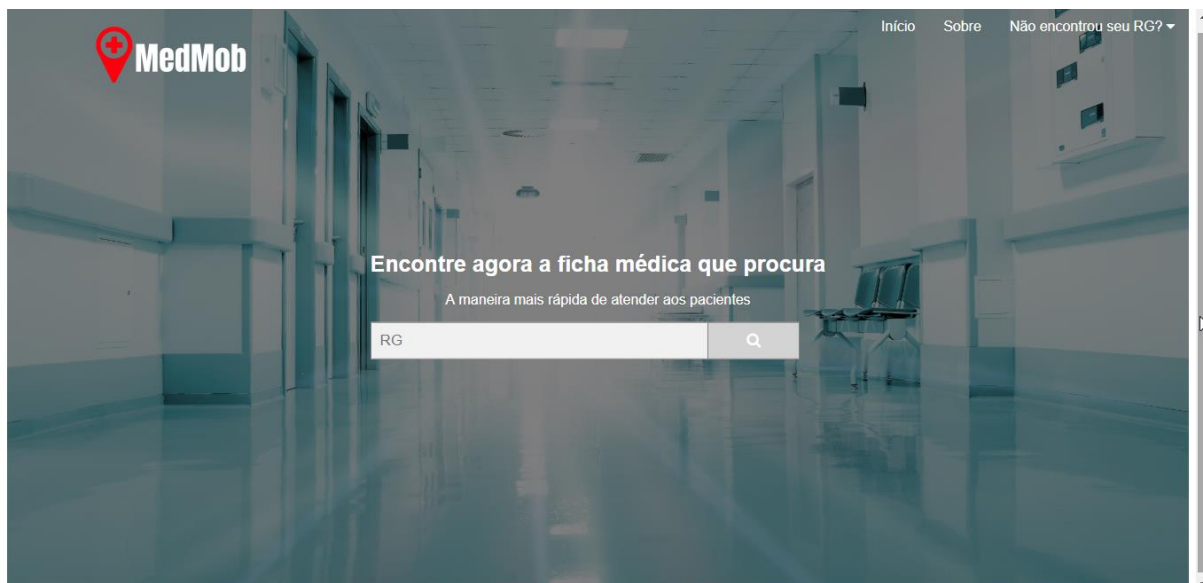 MedMob
Início Sobre Não encontrou seu RG?
Encontre agora a ficha médica que procura
A maneira mais rápida de atender aos pacientes
RG